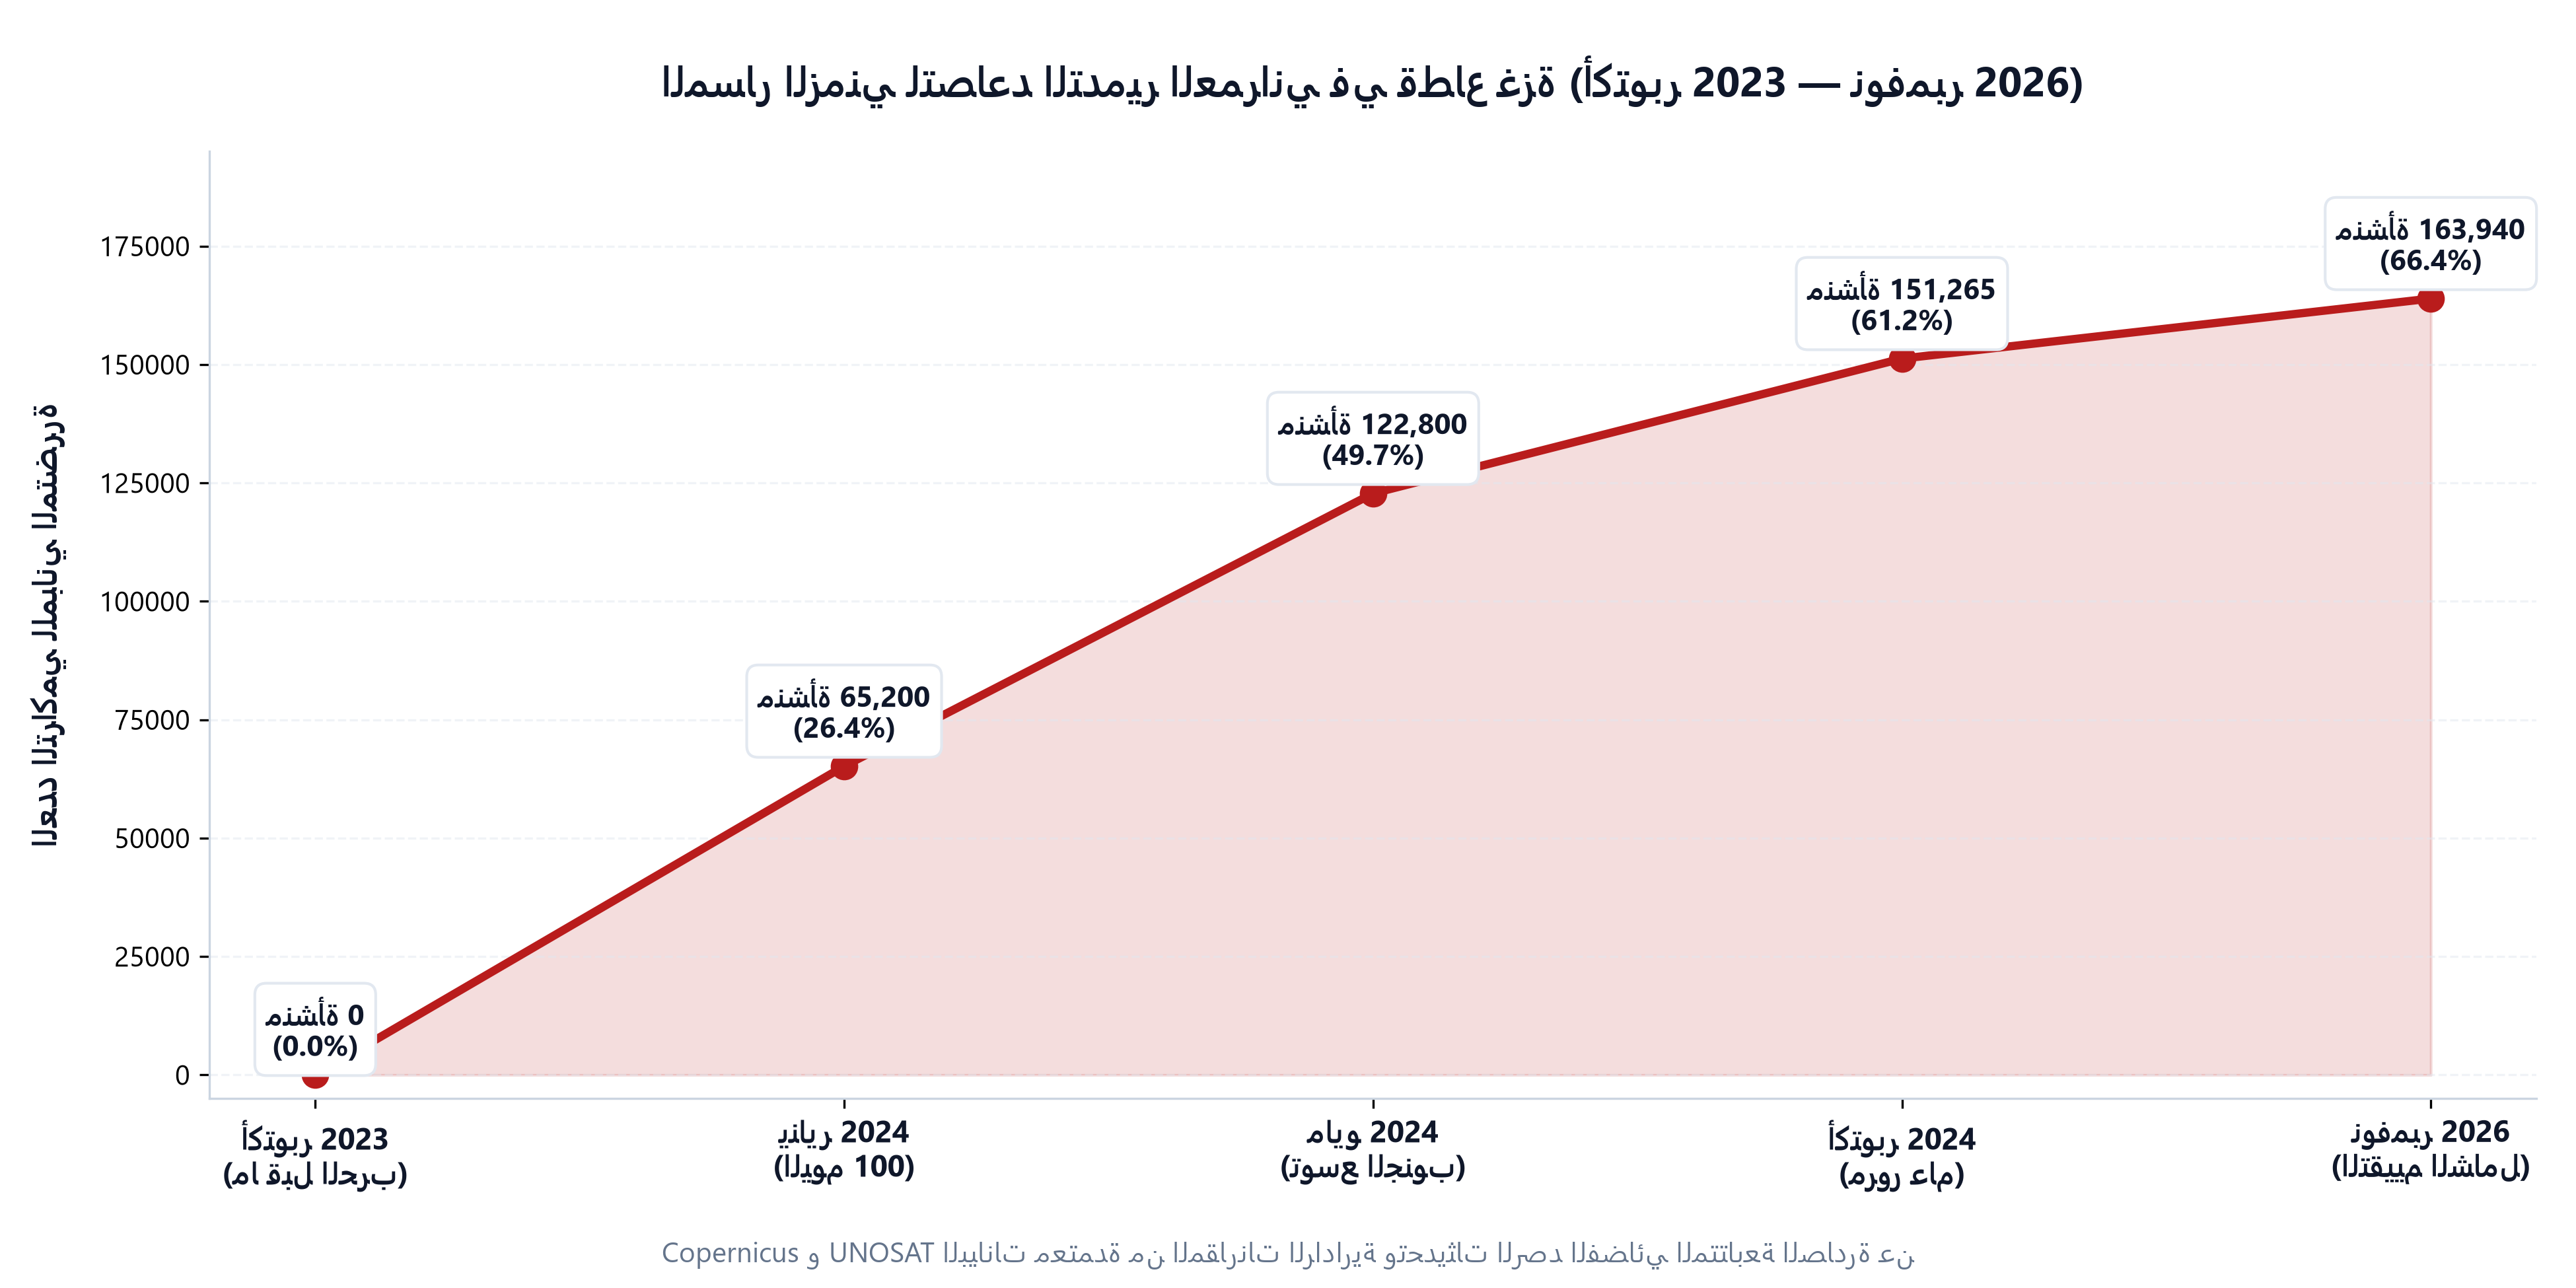 المسار الزمني لتصاعد التدمير العمراني في قطاع غزة (أكتوبر 2023 — نوفمبر 2026)
العدد التراكمي للمباني المتضررة
175000
150000
125000
100000
75000
50000
25000
0
منشأة 0
(0.0%)
منشأة 65,200
(26.4%)
منشأة 122,800
(49.7%)
منشأة 151,265
(61.2%)
منشأة 163,940
(66.4%)
أكتوبر 2023
(ما قبل الحرب)
يناير 2024
(اليوم 100)
مايو 2024
(توسع الجنوب)
أكتوبر 2024
(مرور عام)
نوفمبر 2026
(التقييم الشامل)
Copernicus و UNOSAT البيانات معتمدة من المقارنات الرادارية وتحديثات الرصد الفضائي المتتابعة الصادرة عن